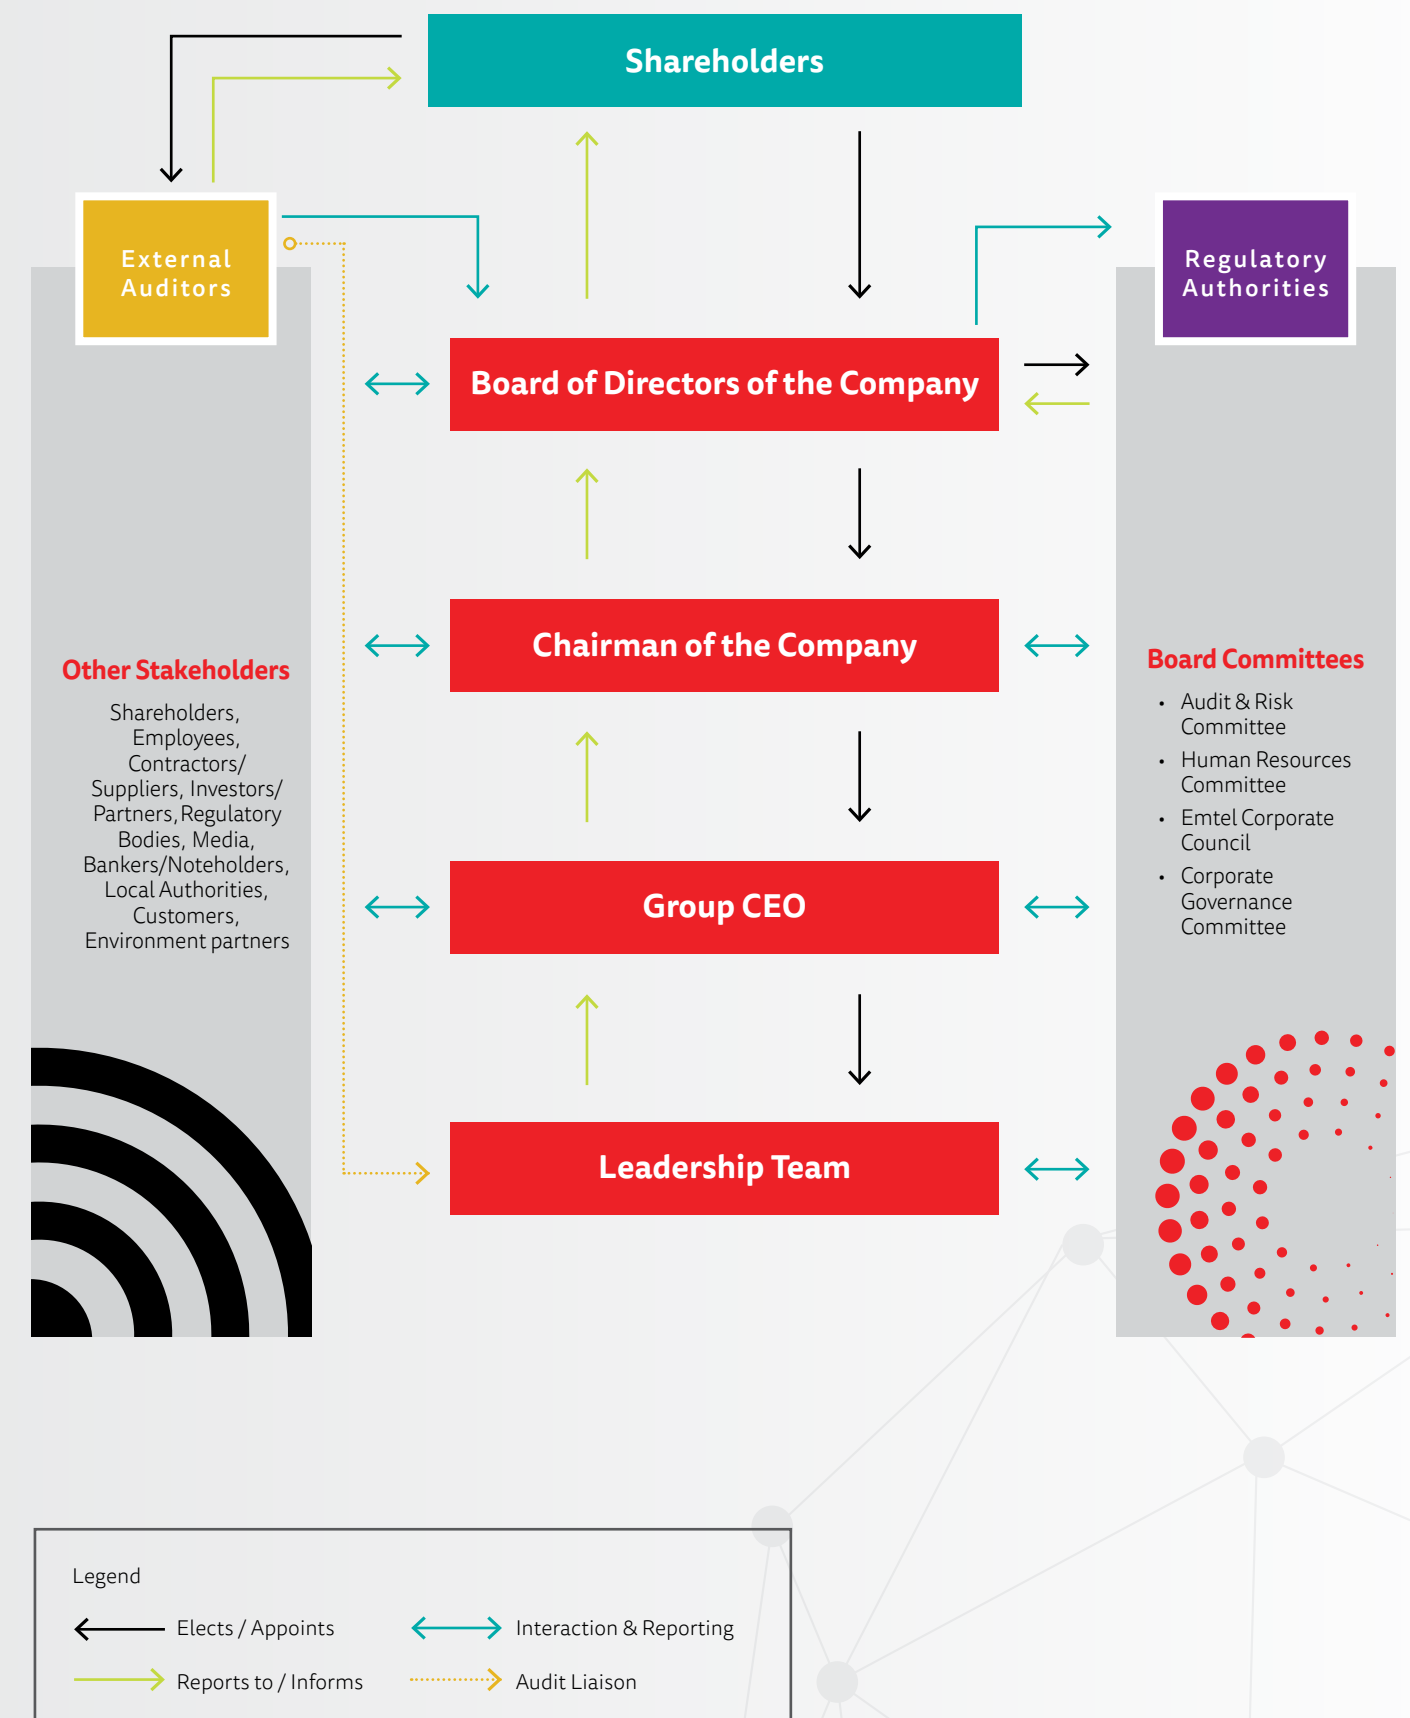 Shareholders
External
Auditors
Regulatory
Authorities
Board of Directors of the Company
Chairman of the Company
Other Stakeholders
Shareholders,
Employees,
Contractors/
Suppliers, Investors/
Partners, Regulatory
Bodies, Media,
Bankers/Noteholders,
Local Authorities,
Customers,
Environment partners
Board Committees
• Audit & Risk
Committee
• Human Resources
Committee
• Emtel Corporate
Council
• Corporate
Governance
Committee
Group CEO
Leadership Team
Legend
Elects / Appoints
Interaction & Reporting
Reports to / Informs
Audit Liaison